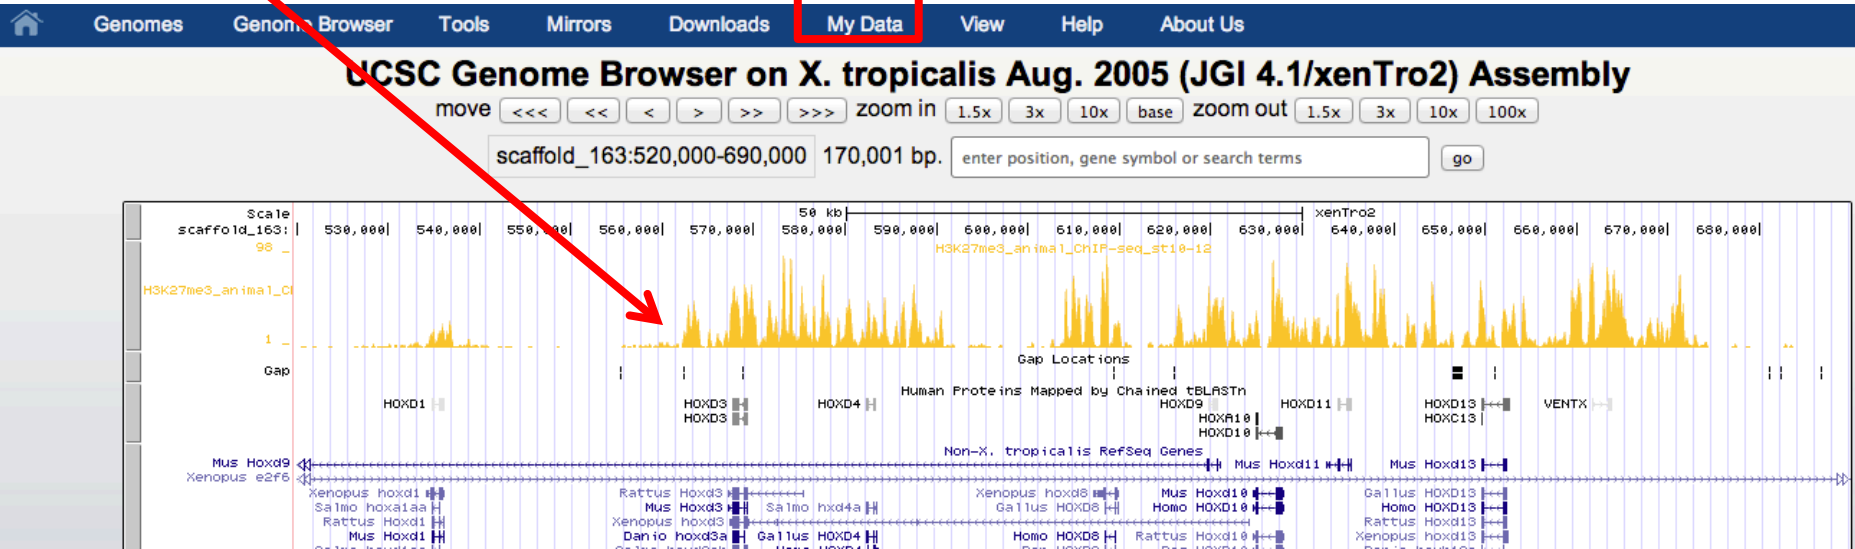 Genomes Genome Browser Tools Mirrors Downloads My Data View Help About Us
UCSC Genome Browser on X. tropicalis Aug. 2005 (JGI 4.1/xenTro2) Assembly
move <<< << < > >> >>> zoom in 1.5x 3x 10x base zoom out 1.5x 3x 10x 100x
scaffold_163:520,000-690,000 170,001 bp. enter position, gene symbol or search terms go
Scale 50 kb xenTro2
scaffold_163: 530,000 540,000 550,000 560,000 570,000 580,000 590,000 600,000 610,000 620,000 630,000 640,000 650,000 660,000 670,000 680,000
98 _ H3K27me3_animal_ChIP-seq_st10-12
H3K27me3_animal_Cl
1 _
Gap Locations
Gap
Human Proteins Mapped by Chained tBLASTn
HOXD1 HOXD3 HOXD4 HOXD9 HOXD11 HOXD13 VENTX
HOXD3 HOXA10 HOXC13
HOXD10
Non-X. tropicalis RefSeq Genes
Mus Hoxd9 Mus Hoxd11 Mus Hoxd13
Xenopus e2f6
Xenopus hoxd1 Rattus Hoxd3 Xenopus hoxd8 Mus Hoxd10 Gallus HOXD13
Salmo hoxa1aa Mus Hoxd3 Salmo hxd4a Gallus HOXD8 Homo HOXD10 Homo HOXD13
Rattus Hoxd1 Xenopus hoxd3 Rattus Hoxd13
Mus Hoxd1 Danio hoxd3a Gallus HOXD4 Homo HOXD8 Rattus Hoxd10 Xenopus hoxd13